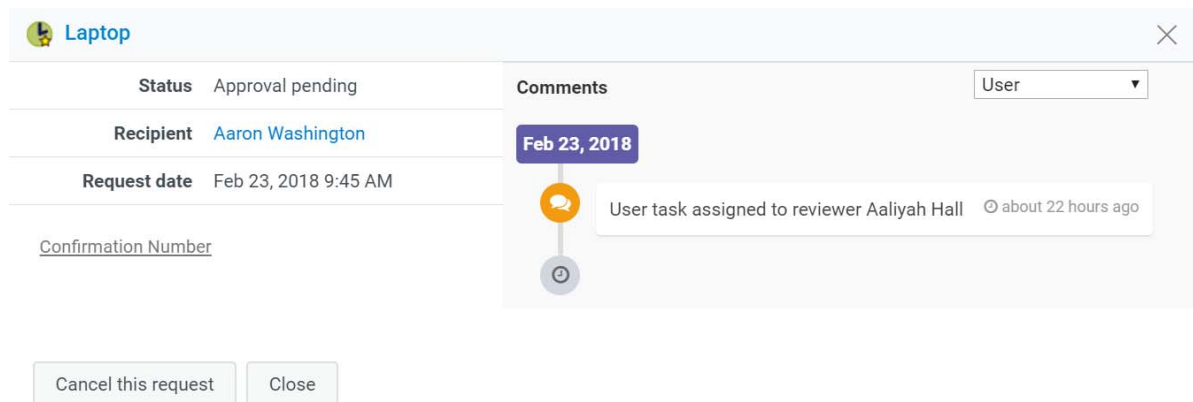 Laptop
Status Approval pending
Recipient Aaron Washington
Request date Feb 23, 2018 9:45 AM
Confirmation Number
Comments User
Feb 23, 2018
User task assigned to reviewer Aaliyah Hall about 22 hours ago
Cancel this request Close